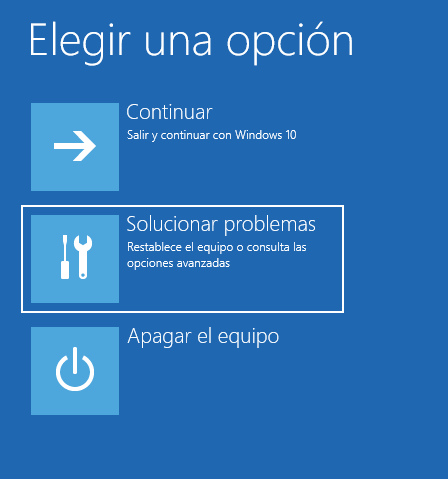 Elegir una opción
Continuar
Salir y continuar con Windows 10
Solucionar problemas
Restablece el equipo o consulta las
opciones avanzadas
Apagar el equipo